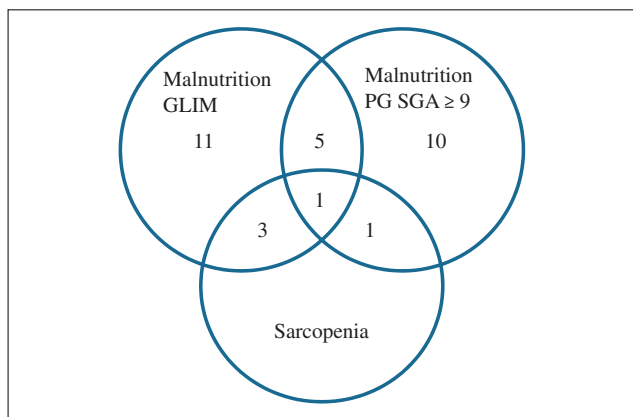 Malnutrition
GLIM
11
Malnutrition
PG SGA ≥ 9
10
5
1
3
1
Sarcopenia